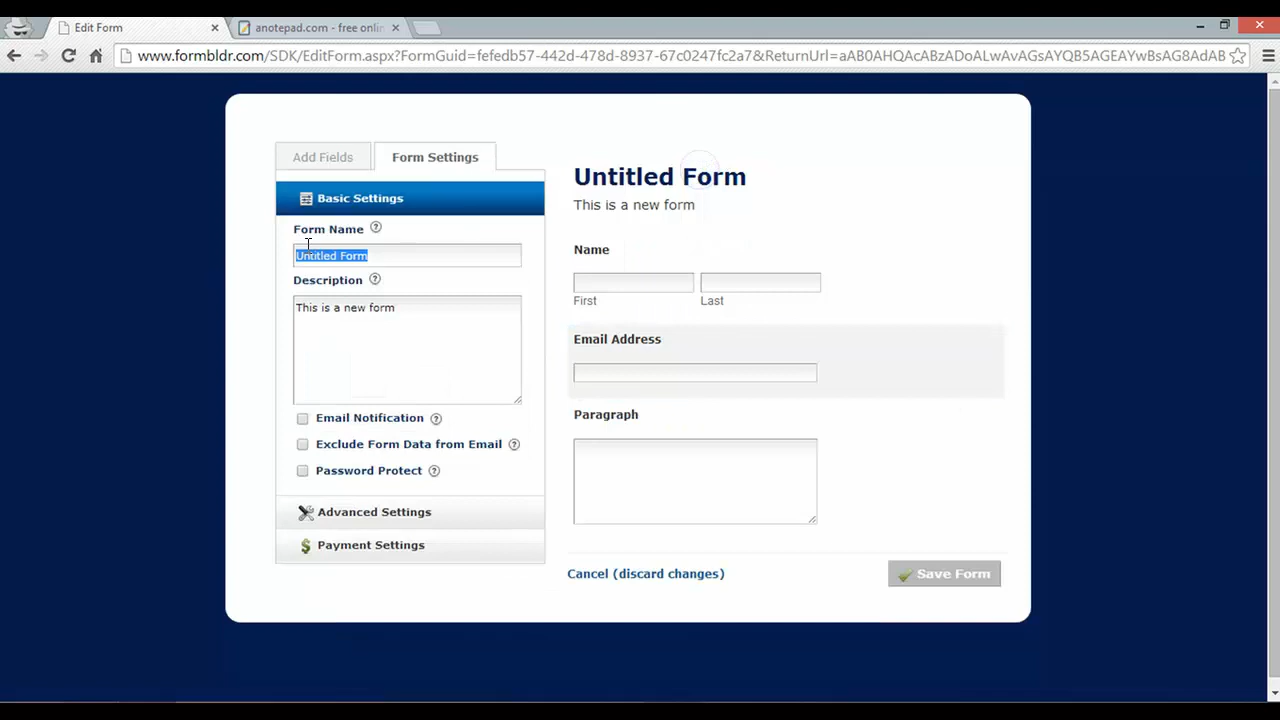 Edit Form
anotepad.com - free onlin
www.formbldr.com/SDK/EditForm.aspx?FormGuid=fefedb57-442d-478d-8937-67c0247fc2a7&ReturnUrl=aAB0AHQAcABzADoALwAvAGsAYQB5AGEAYwBsAG8AdAB
Add Fields
Form Settings
Basic Settings
Form Name ?
Untitled Form
Description ?
This is a new form
Email Notification ?
Exclude Form Data from Email ?
Password Protect ?
Advanced Settings
$ Payment Settings
Untitled Form
This is a new form
Name
First Last
Email Address
Paragraph
Cancel (discard changes)
Save Form